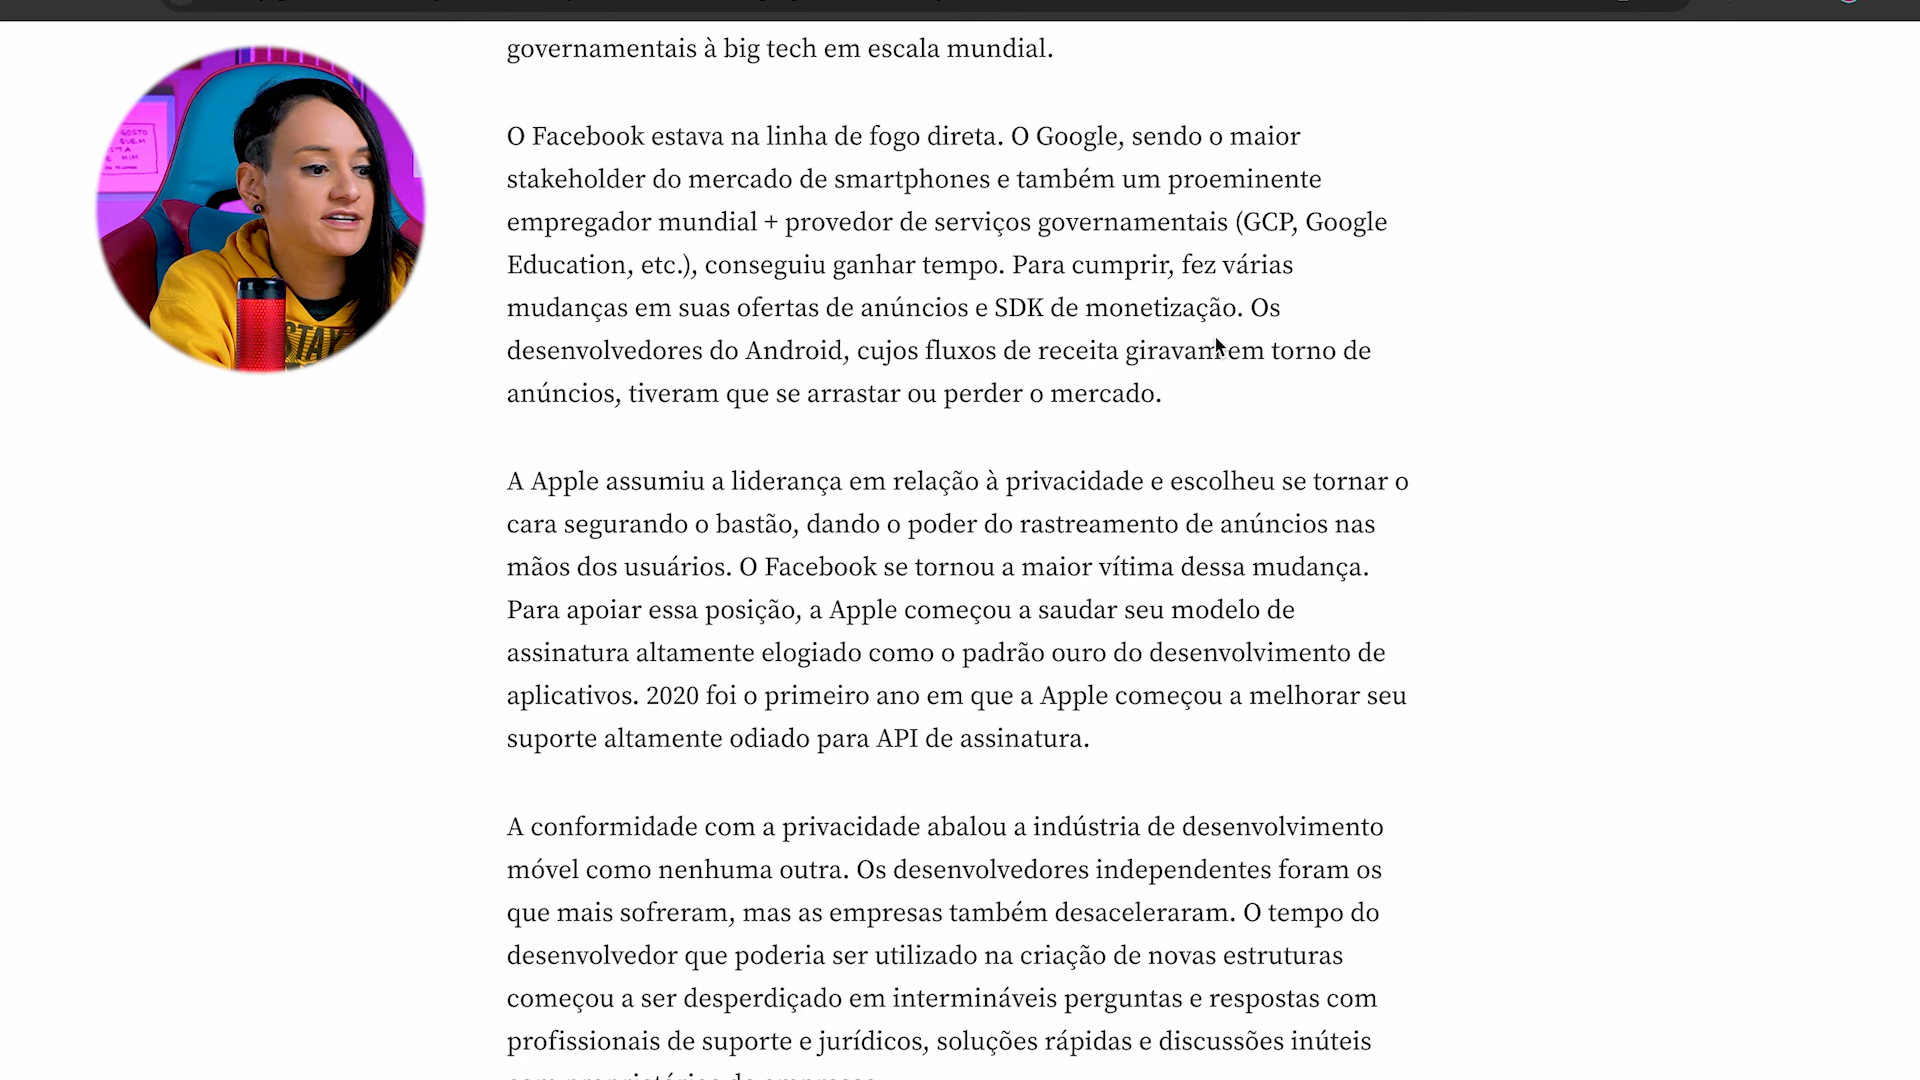 governamentais à big tech em escala mundial.
O Facebook estava na linha de fogo direta. O Google, sendo o maior
stakeholder do mercado de smartphones e também um proeminente
empregador mundial + provedor de serviços governamentais (GCP, Google
Education, etc.), conseguiu ganhar tempo. Para cumprir, fez várias
mudanças em suas ofertas de anúncios e SDK de monetização. Os
desenvolvedores do Android, cujos fluxos de receita giravam em torno de
anúncios, tiveram que se arrastar ou perder o mercado.
A Apple assumiu a liderança em relação à privacidade e escolheu se tornar o
cara segurando o bastão, dando o poder do rastreamento de anúncios nas
mãos dos usuários. O Facebook se tornou a maior vítima dessa mudança.
Para apoiar essa posição, a Apple começou a saudar seu modelo de
assinatura altamente elogiado como o padrão ouro do desenvolvimento de
aplicativos. 2020 foi o primeiro ano em que a Apple começou a melhorar seu
suporte altamente odiado para API de assinatura.
A conformidade com a privacidade abalou a indústria de desenvolvimento
móvel como nenhuma outra. Os desenvolvedores independentes foram os
que mais sofreram, mas as empresas também desaceleraram. O tempo do
desenvolvedor que poderia ser utilizado na criação de novas estruturas
começou a ser desperdiçado em intermináveis perguntas e respostas com
profissionais de suporte e jurídicos, soluções rápidas e discussões inúteis
GOSTO
QUEM
STAY